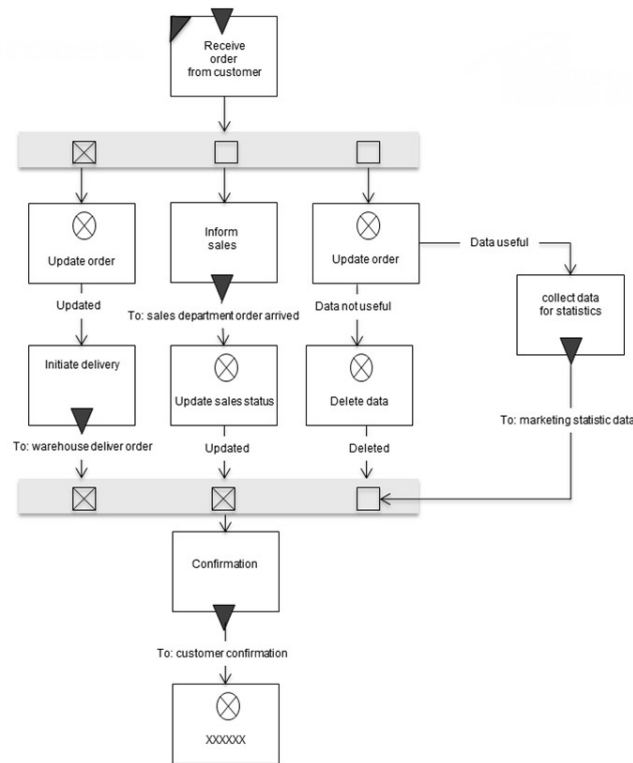 Receive
order
from customer
Update order
Inform
sales
Update order
Data useful
collect data
for statistics
Updated
To: sales department order arrived
Data not useful
Initiate delivery
Update sales status
Delete data
To: marketing statistic data
To: warehouse deliver order
Updated
Deleted
Confirmation
To: customer confirmation
XXXXXX